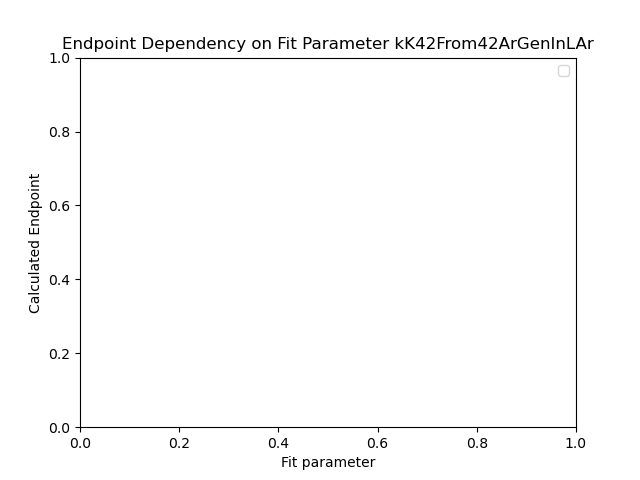 Endpoint Dependency on Fit Parameter kK42From42ArGenInLAr
1.0
0.8
0.6
0.4
0.2
0.0
Calculated Endpoint
0.0 0.2 0.4 0.6 0.8 1.0
Fit parameter